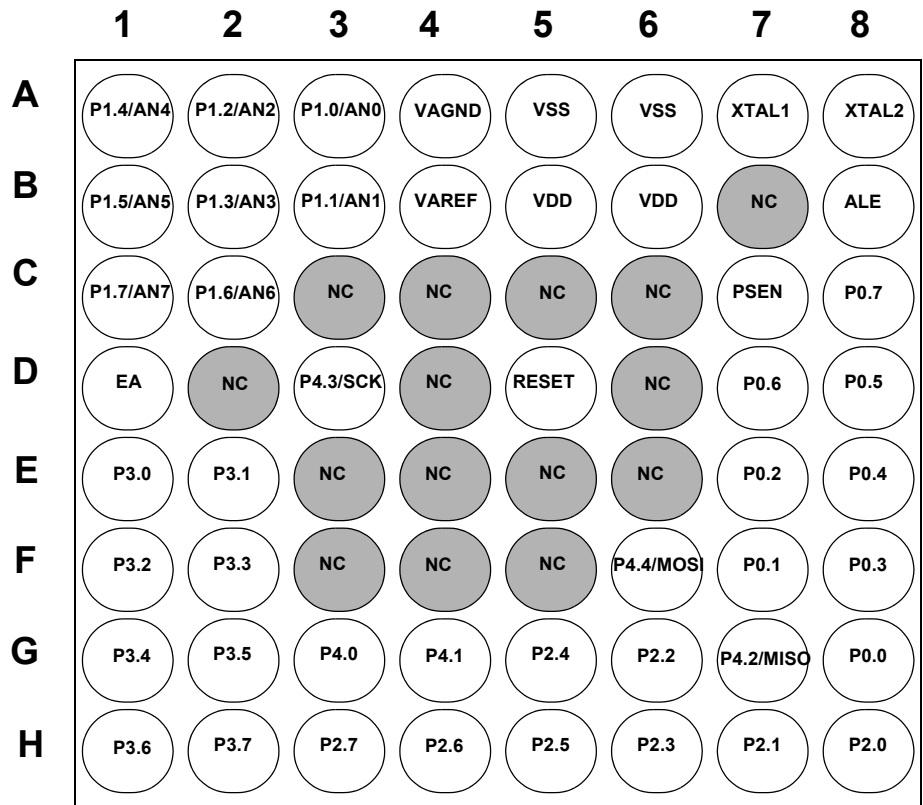 1 2 3 4 5 6 7 8
A P1.4/AN4 P1.2/AN2 P1.0/AN0 VAGND VSS VSS XTAL1 XTAL2
B P1.5/AN5 P1.3/AN3 P1.1/AN1 VAREF VDD VDD NC ALE
C P1.7/AN7 P1.6/AN6 NC NC NC NC PSEN P0.7
D EA NC P4.3/SCK NC RESET NC P0.6 P0.5
E P3.0 P3.1 NC NC NC NC P0.2 P0.4
F P3.2 P3.3 NC NC NC P4.4/MOSI P0.1 P0.3
G P3.4 P3.5 P4.0 P4.1 P2.4 P2.2 P4.2/MISO P0.0
H P3.6 P3.7 P2.7 P2.6 P2.5 P2.3 P2.1 P2.0